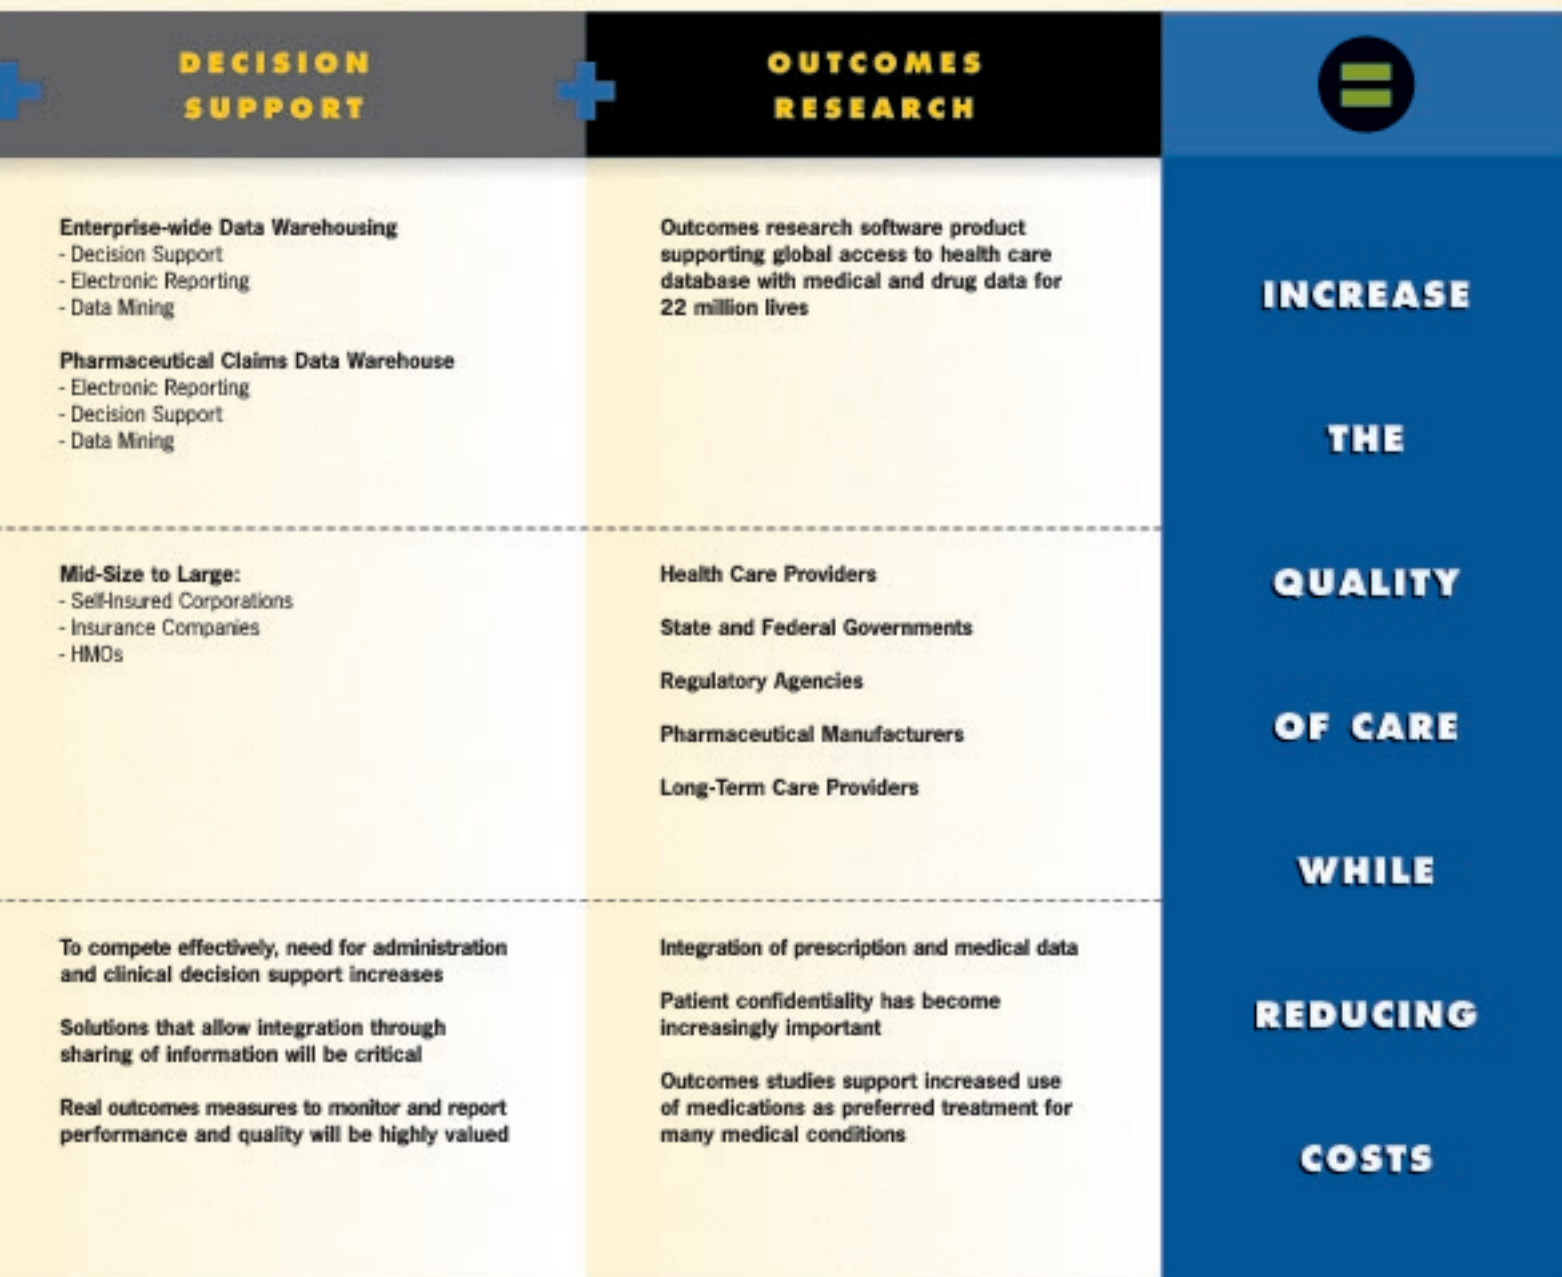 DECISION
SUPPORT
OUTCOMES
RESEARCH
Enterprise-wide Data Warehousing
- Decision Support
- Electronic Reporting
- Data Mining
Pharmaceutical Claims Data Warehouse
- Electronic Reporting
- Decision Support
- Data Mining
Outcomes research software product
supporting global access to health care
database with medical and drug data for
22 million lives
Mid-Size to Large:
- Self-Insured Corporations
- Insurance Companies
- HMOs
Health Care Providers
State and Federal Governments
Regulatory Agencies
Pharmaceutical Manufacturers
Long-Term Care Providers
To compete effectively, need for administration
and clinical decision support increases
Solutions that allow integration through
sharing of information will be critical
Real outcomes measures to monitor and report
performance and quality will be highly valued
Integration of prescription and medical data
Patient confidentiality has become
increasingly important
Outcomes studies support increased use
of medications as preferred treatment for
many medical conditions
INCREASE
THE
QUALITY
OF CARE
WHILE
REDUCING
COSTS